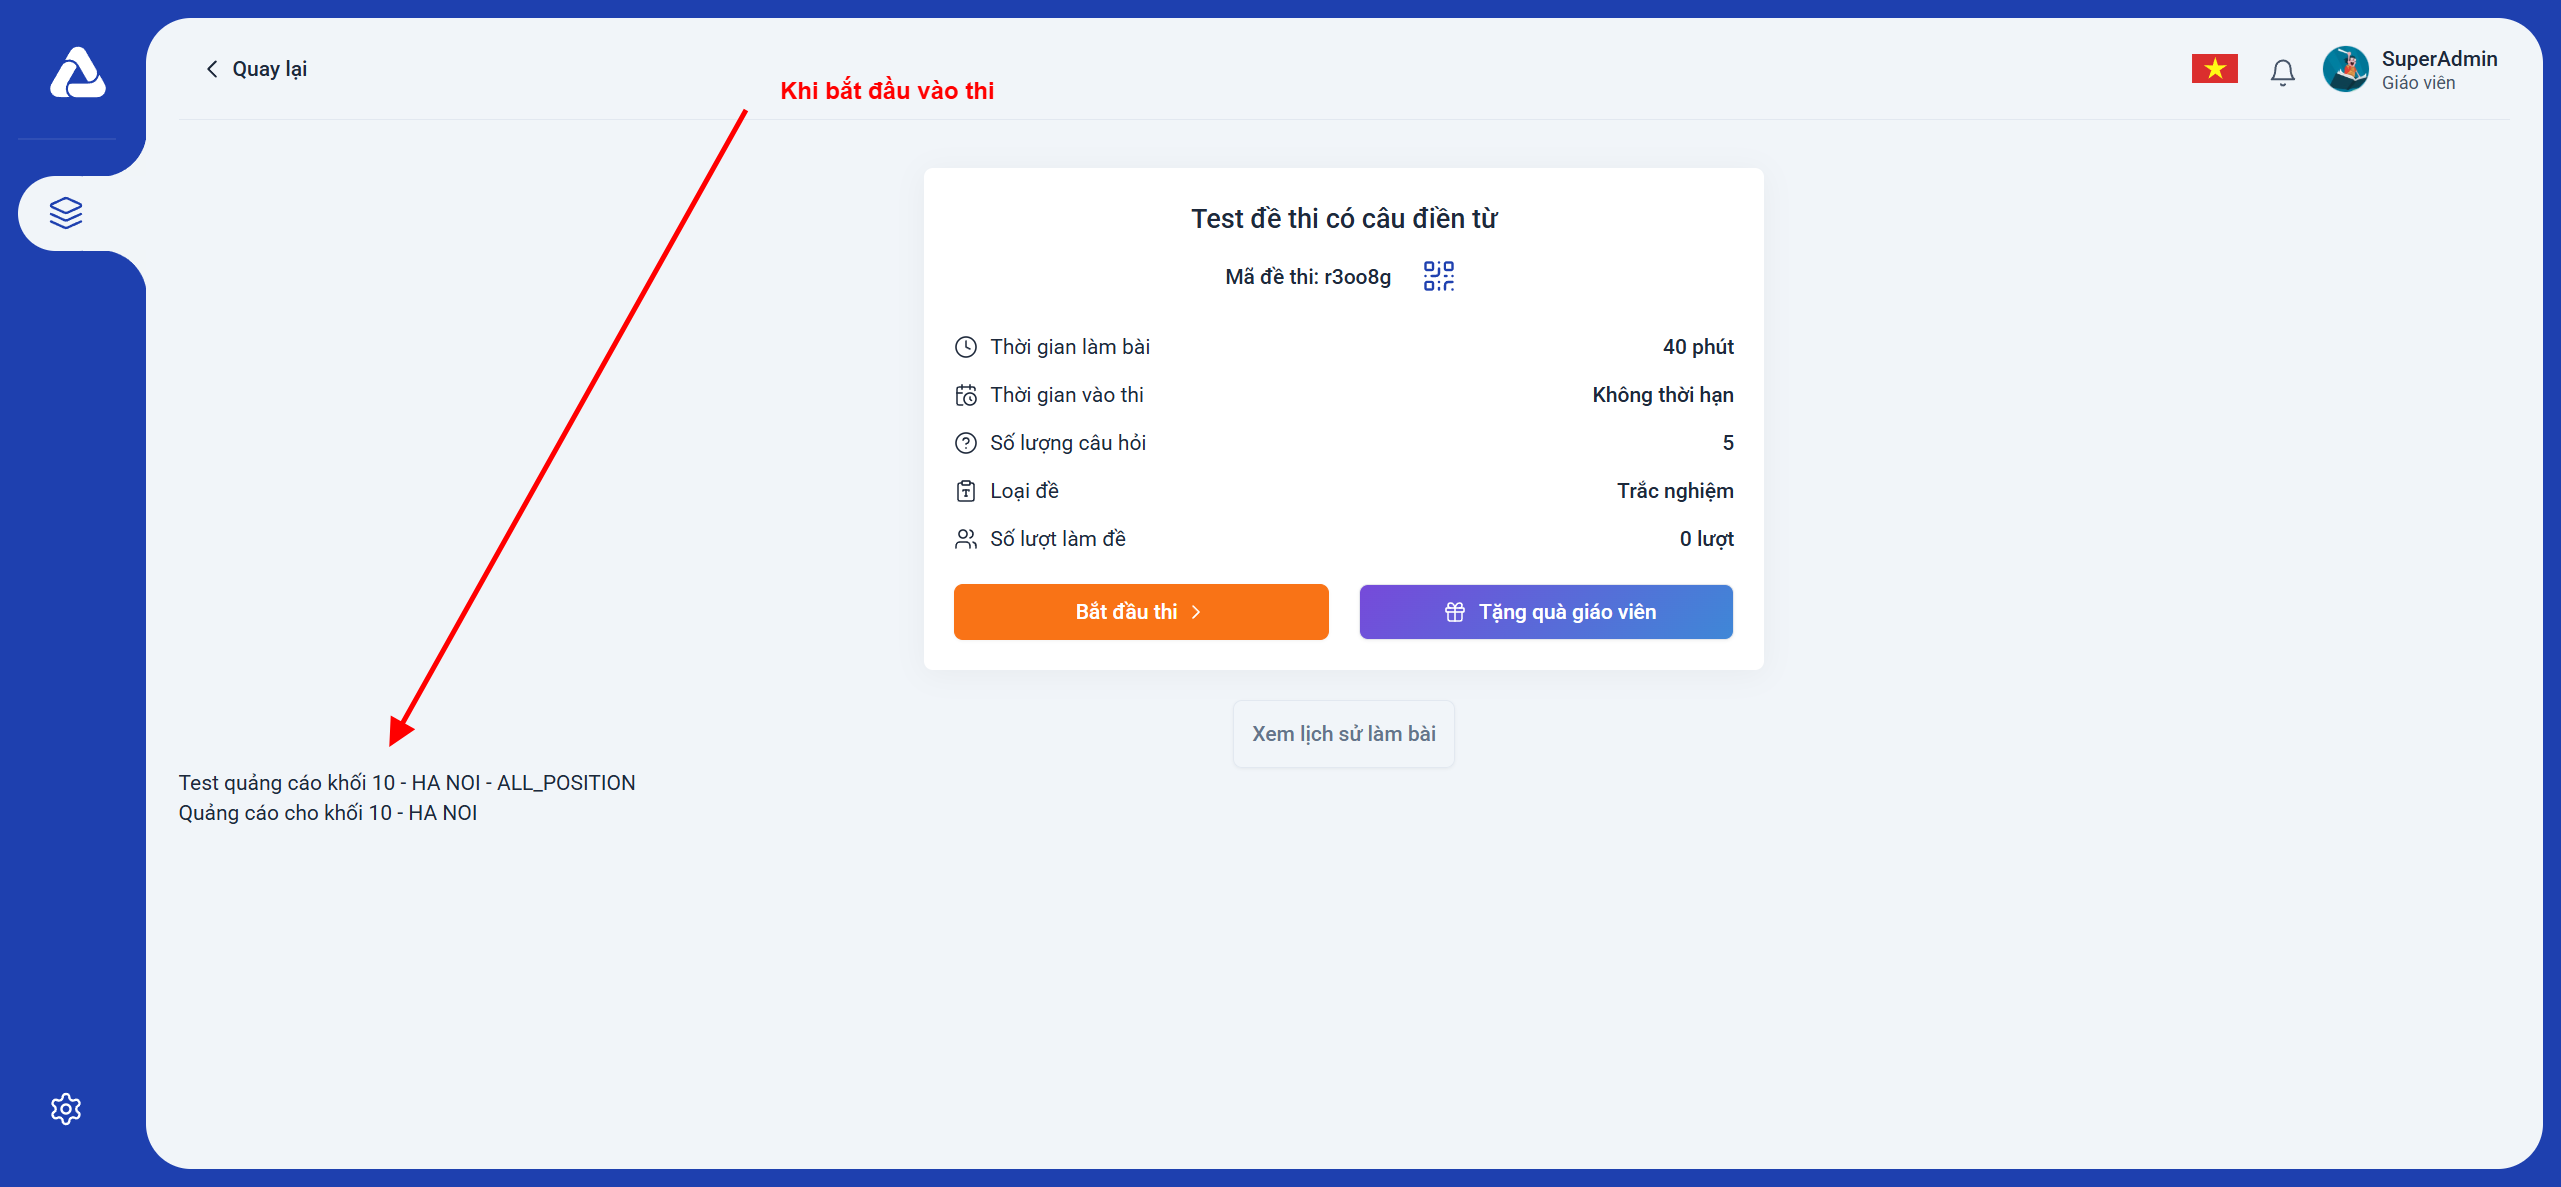 Quay lại
Khi bắt đầu vào thi
SuperAdmin
Giáo viên
Test đề thi có câu điền từ
Mã đề thi: r3oo8g
Thời gian làm bài 40 phút
Thời gian vào thi Không thời hạn
Số lượng câu hỏi 5
Loại đề Trắc nghiệm
Số lượt làm đề 0 lượt
Bắt đầu thi Tặng quà giáo viên
Xem lịch sử làm bài
Test quảng cáo khối 10 - HA NOI - ALL_POSITION
Quảng cáo cho khối 10 - HA NOI